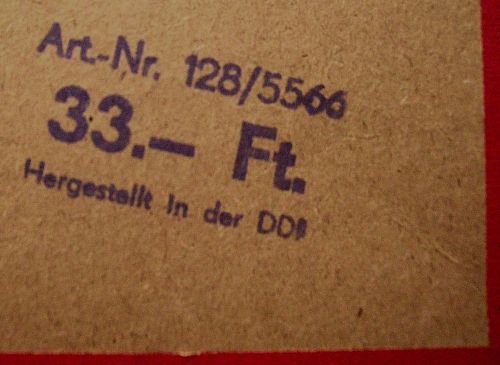 Art.-Nr. 128/5566
33.– Ft.
Hergestellt in der DDR